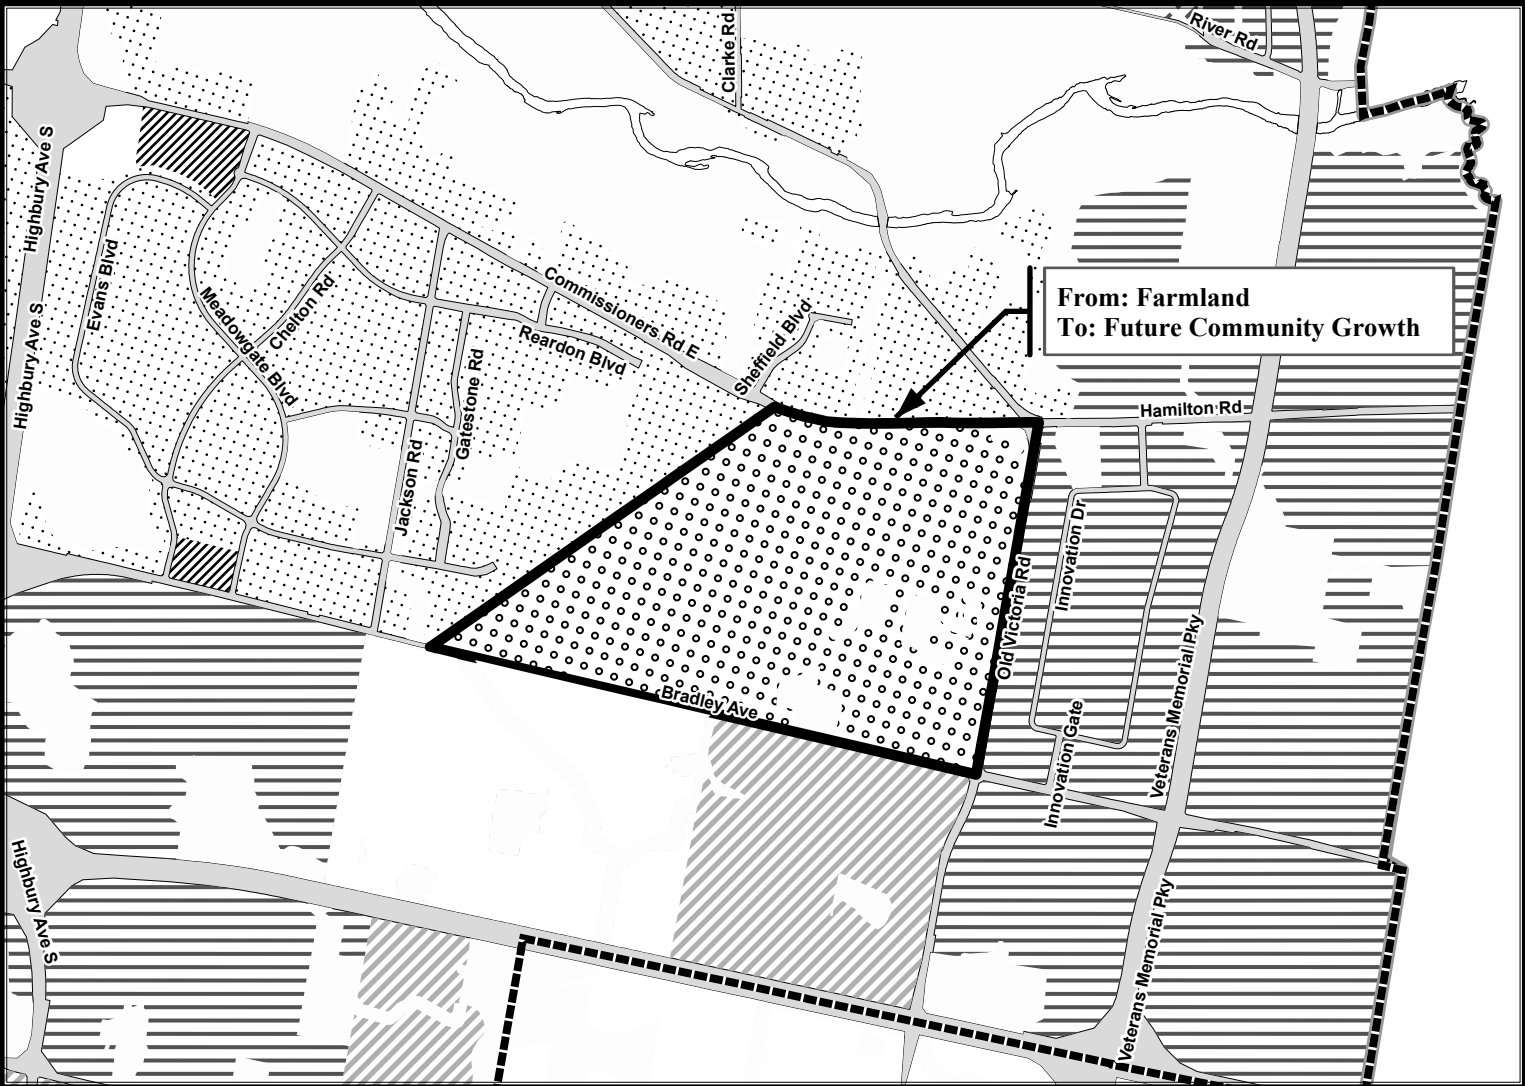 River Rd
Clarke Rd
Highbury Ave S
Evans Blvd
Commissioners Rd E
From: Farmland
To: Future Community Growth
Meadowgate Blvd
Chelton Rd
Highbury Ave S
Reardon Blvd
Sheffield Blvd
Gatestone Rd
Hamilton Rd
Jackson Rd
Innovation Dr
Old Victoria Rd
Bradley Ave
Veterans Memorial Pky
Innovation Gate
Highbury Ave S
Veterans Memorial Pky